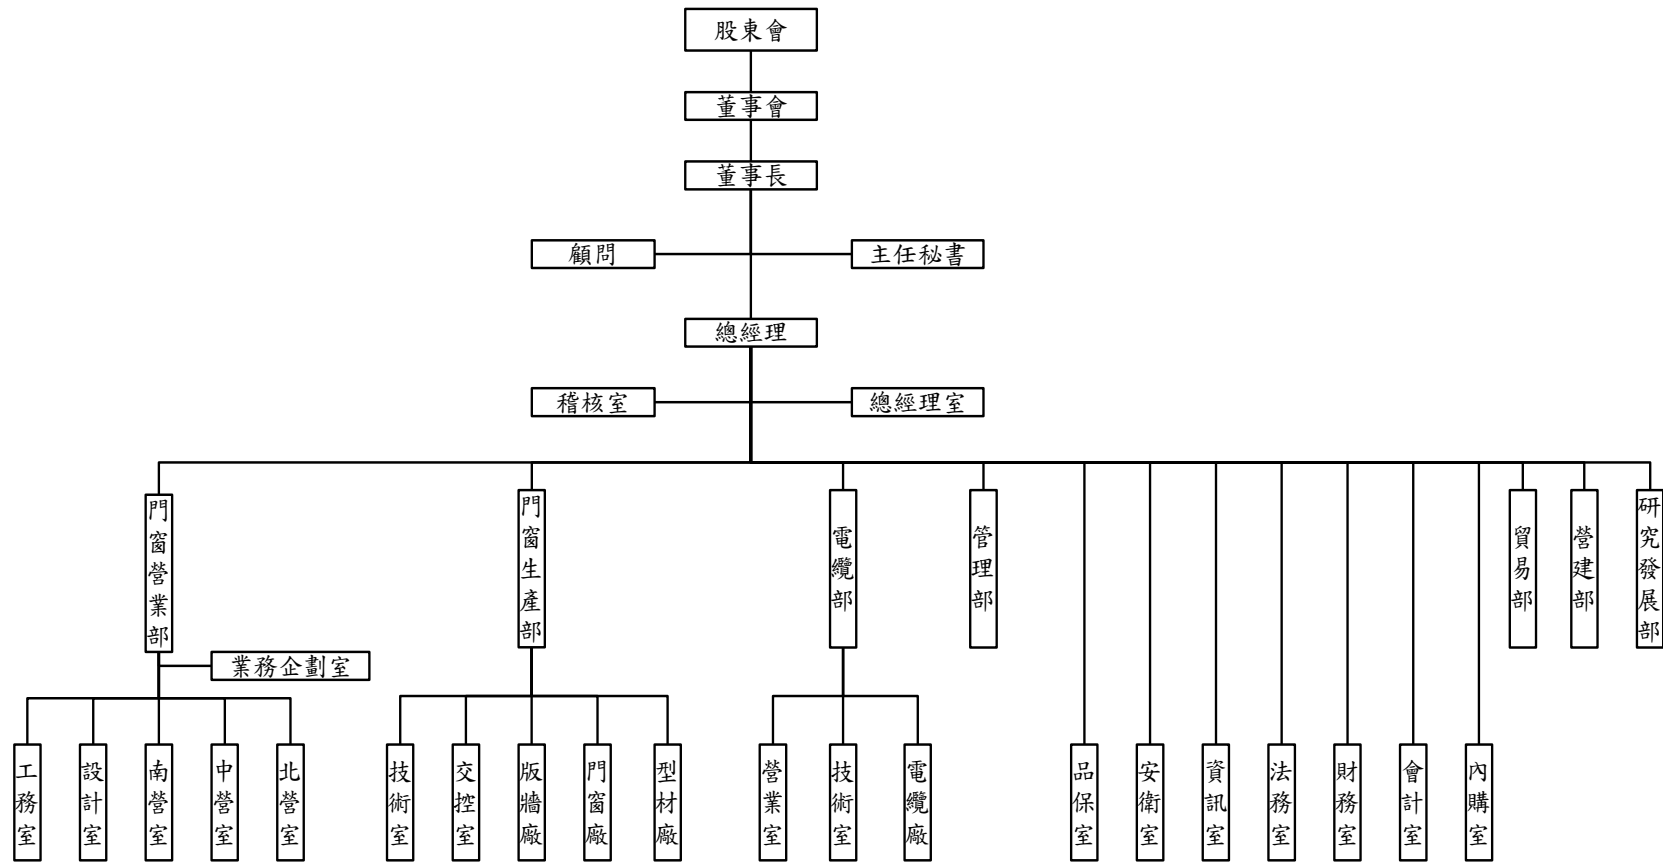 股東會
董事會
董事長
顧問
主任秘書
總經理
稽核室
總經理室
門窗營業部
門窗生產部
電纜部
管理部
貿易部
營建部
研究發展部
業務企劃室
工務室
設計室
南營室
中營室
北營室
技術室
交控室
版牆廠
門窗廠
型材廠
營業室
技術室
電纜廠
品保室
安衛室
資訊室
法務室
財務室
會計室
內購室